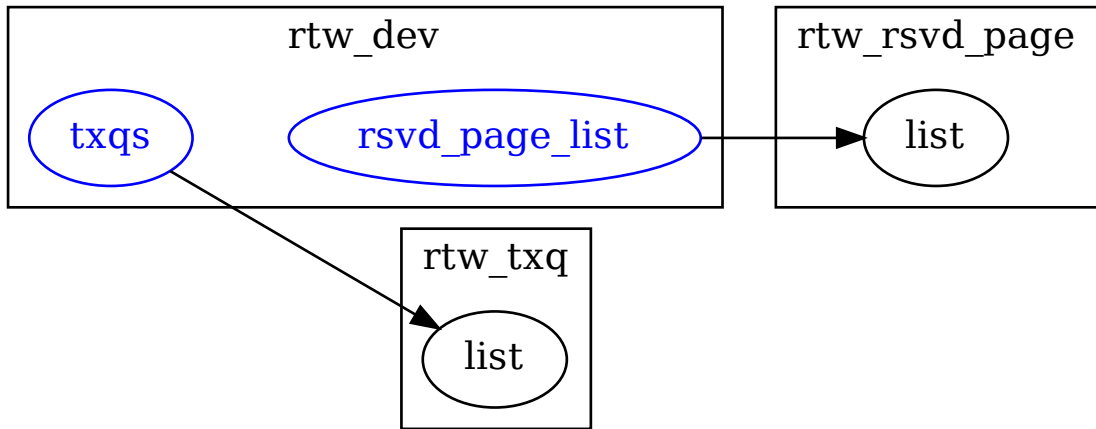 rtw_dev
rtw_rsvd_page
txqs
rsvd_page_list
list
rtw_txq
list